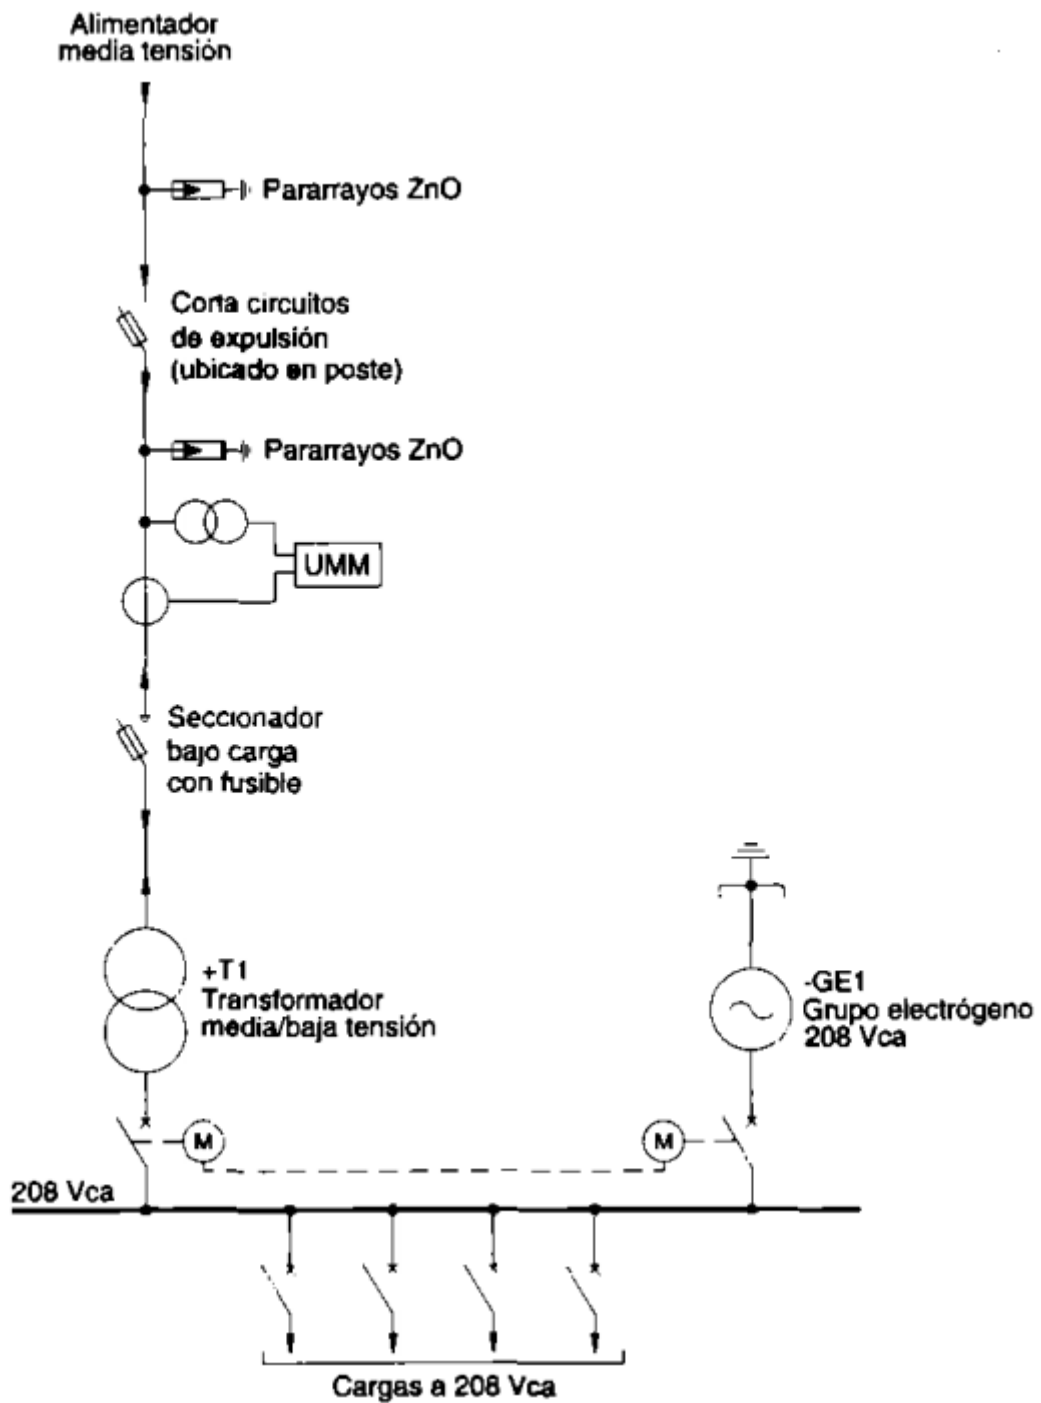 Alimentador
media tensión
Pararrayos ZnO
Corta circuitos
de expulsión
(ubicado en poste)
Pararrayos ZnO
UMM
Seccionador
bajo carga
con fusible
+T1
Transformador
media/baja tensión
-GE1
Grupo electrógeno
208 Vca
M
M
208 Vca
Cargas a 208 Vca